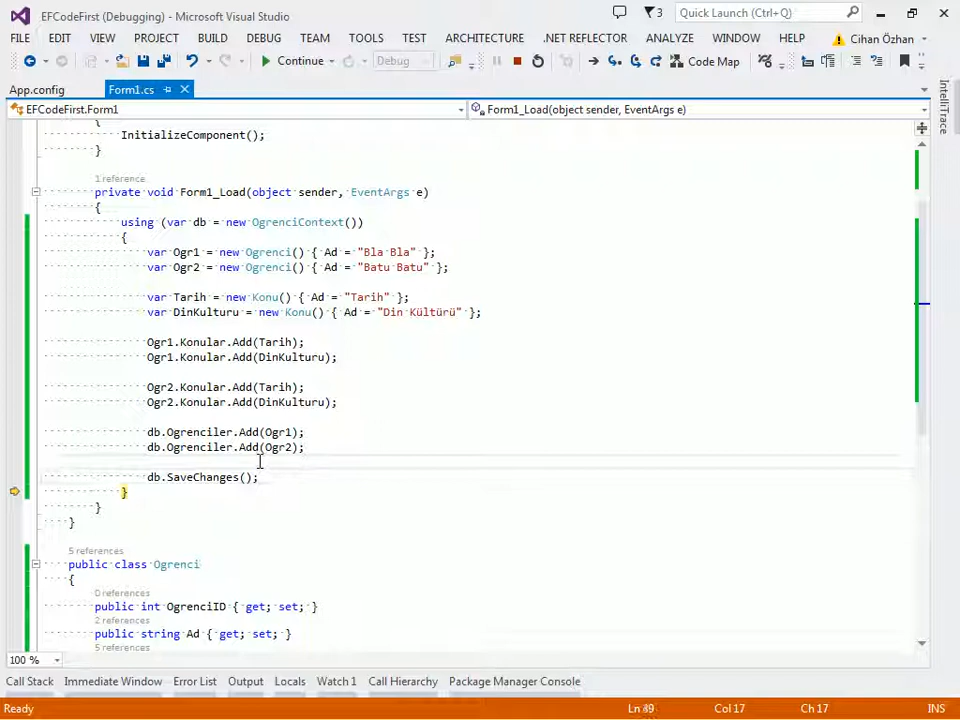 EFCodeFirst (Debugging) - Microsoft Visual Studio
3
Quick Launch (Ctrl+Q)
FILE EDIT VIEW PROJECT BUILD DEBUG TEAM TOOLS TEST ARCHITECTURE .NET REFLECTOR ANALYZE WINDOW HELP Cihan Özhan
Continue Debug Code Map
App.config Form1.cs
IntelliTrace
EFCodeFirst.Form1 Form1_Load(object sender, EventArgs e)
{
InitializeComponent();
}
1 reference
private void Form1_Load(object sender, EventArgs e)
{
using (var db = new OgrenciContext())
{
var Ogr1 = new Ogrenci() { Ad = "Bla Bla" };
var Ogr2 = new Ogrenci() { Ad = "Batu Batu" };
var Tarih = new Konu() { Ad = "Tarih" };
var DinKulturu = new Konu() { Ad = "Din Kültürü" };
Ogr1.Konular.Add(Tarih);
Ogr1.Konular.Add(DinKulturu);
Ogr2.Konular.Add(Tarih);
Ogr2.Konular.Add(DinKulturu);
db.Ogrenciler.Add(Ogr1);
db.Ogrenciler.Add(Ogr2);
db.SaveChanges();
}
}
}
5 references
public class Ogrenci
{
0 references
public int OgrenciID { get; set; }
2 references
public string Ad { get; set; }
5 references
100 %
Call Stack Immediate Window Error List Output Locals Watch 1 Call Hierarchy Package Manager Console
Ready Ln 89 Col 17 Ch 17 INS